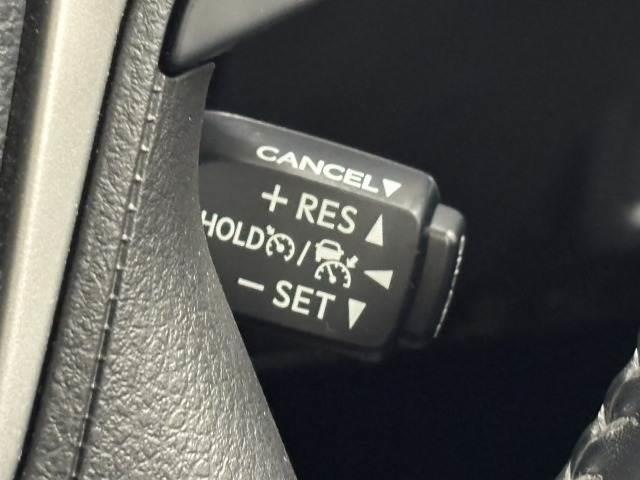 CANCEL▼
+ RES ▲
HOLD / ◀
− SET ▼